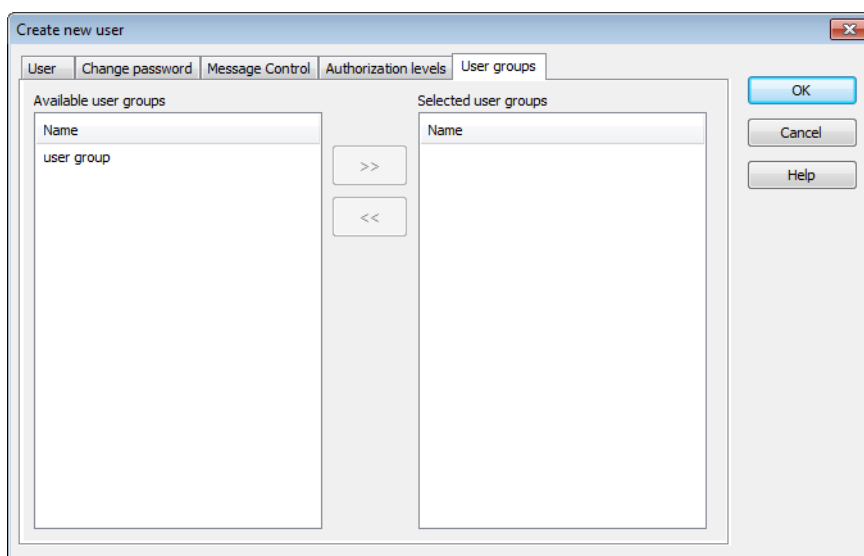 Create new user
User
Change password
Message Control
Authorization levels
User groups
Available user groups
Name
user group
>>
<<
Selected user groups
Name
OK
Cancel
Help